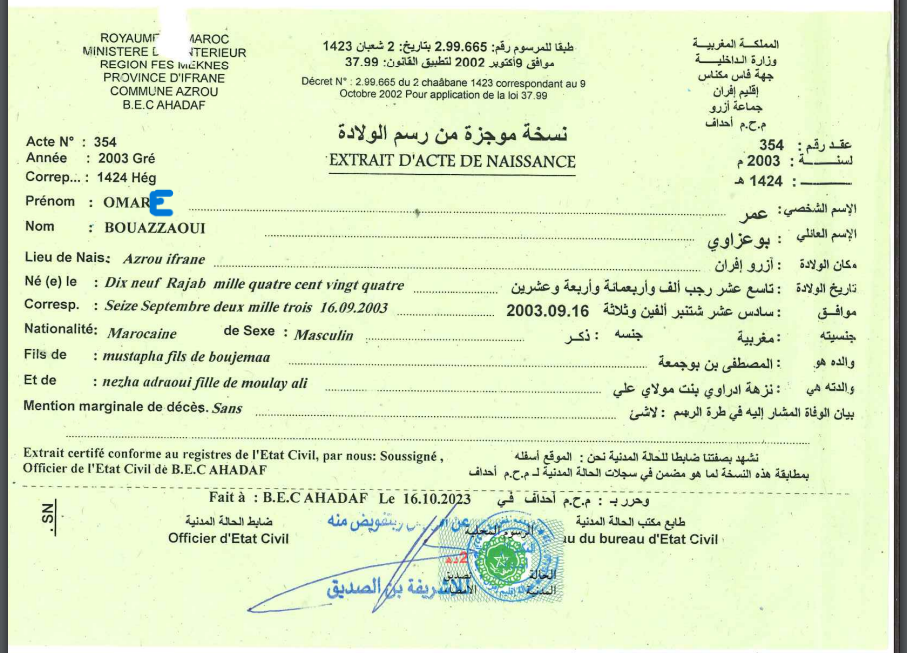 ROYAUME MAROC
MINISTERE INTERIEUR
REGION FES MEKNES
PROVINCE D'IFRANE
COMMUNE AZROU
B.E.C AHADAF
طبقا للمرسوم رقم: 2.99.665 بتاريخ: 2 شعبان 1423
موافق 9أكتوبر 2002 لتطبيق القانون: 37.99
Décret N° : 2.99.665 du 2 chaâbane 1423 correspondant au 9
Octobre 2002 Pour application de la loi 37.99
المملكـة المغربيـة
وزارة الداخليـــة
جهة فاس مكناس
إقليم إفران
جماعة أزرو
م.ح.م أحداف
نسخة موجزة من رسم الولادة
EXTRAIT D'ACTE DE NAISSANCE
Acte N° : 354
Année : 2003 Gré
Correp... : 1424 Hég
عقـد رقم: 354
لسنـــــــة : 2003 م
ــــــــــ : 1424 هـ
Prénom : OMARE
الإسم الشخصي: عمر
Nom : BOUAZZAOUI
الإسم العائلي : بوعزاوي
Lieu de Nais: Azrou ifrane
مكان الولادة : أزرو إفران
Né (e) le : Dix neuf Rajab mille quatre cent vingt quatre
تاريخ الولادة : تاسع عشر رجب ألف وأربعمائة وأربعة وعشرين
Corresp. : Seize Septembre deux mille trois 16.09.2003
موافــق : سادس عشر شتنبر ألفين وثلاثة 2003.09.16
Nationalité: Marocaine de Sexe : Masculin
جنسيته : مغربية جنسه : ذكـر
Fils de : mustapha fils de boujemaa
والده هو : المصطفى بن بوجمعة
Et de : nezha adraoui fille de moulay ali
والدته هي : نزهة ادراوي بنت مولاي علي
Mention marginale de décès. Sans
بيان الوفاة المشار إليه في طرة الرسم : لاشئ
Extrait certifé conforme au registres de l'Etat Civil, par nous: Soussigné ,
Officier de l'Etat Civil de B.E.C AHADAF
نشهد بصفتنا ضابطا للحالة المدنية نحن : الموقع أسفله
بمطابقة هذه النسخة لما هو مضمن في سجلات الحالة المدنية لـ م.ح.م أحداف
Fait à : B.E.C AHADAF Le 16.10.2023
وحرر بـ : م.ح.م أحداف في
SN
ضابط الحالة المدنية
Officier d'Etat Civil
طابع مكتب الحالة المدنية
au du bureau d'Etat Civil
وبتفويض منه
الرسوم
الحالة
المدنية
تصديق
الشريفة بن الصديق